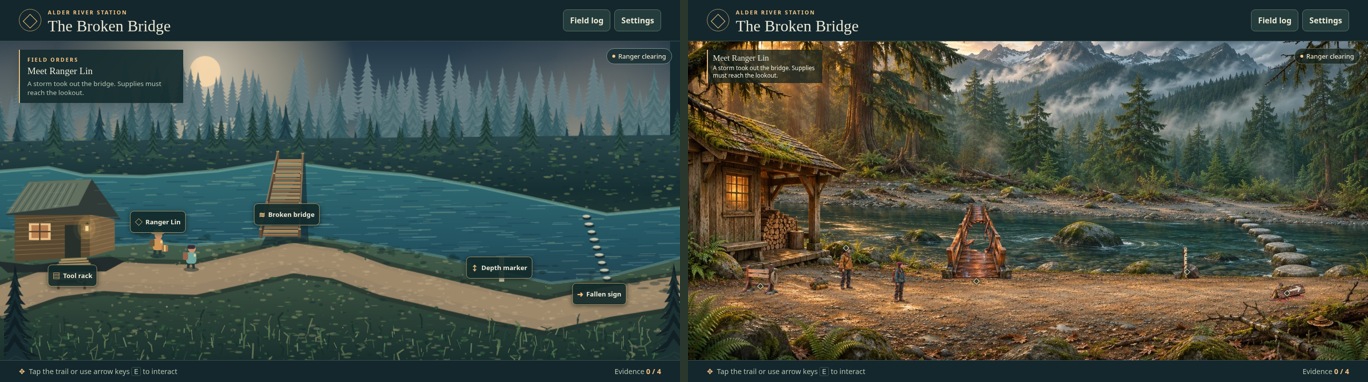 ALDER RIVER STATION
The Broken Bridge
Field log
Settings
FIELD ORDERS
Meet Ranger Lin
A storm took out the bridge. Supplies must
reach the lookout.
Ranger clearing
Ranger Lin
Broken bridge
Tool rack
Depth marker
Fallen sign
Tap the trail or use arrow keys E to interact
Evidence 0 / 4
ALDER RIVER STATION
The Broken Bridge
Field log
Settings
Meet Ranger Lin
A storm took out the bridge. Supplies
must reach the lookout.
Ranger clearing
Tap the trail or use arrow keys E to interact
Evidence 0 / 4